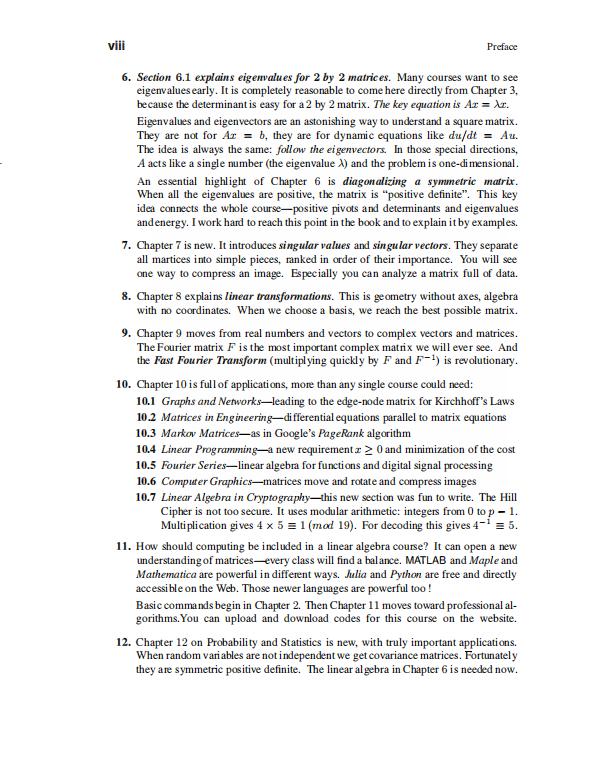 viii Preface
6. Section 6.1 explains eigenvalues for 2 by 2 matrices. Many courses want to see
eigenvalues early. It is completely reasonable to come here directly from Chapter 3,
because the determinant is easy for a 2 by 2 matrix. The key equation is Ax = λx.
Eigenvalues and eigenvectors are an astonishing way to understand a square matrix.
They are not for Ax = b, they are for dynamic equations like du/dt = Au.
The idea is always the same: follow the eigenvectors. In those special directions,
A acts like a single number (the eigenvalue λ) and the problem is one-dimensional.
An essential highlight of Chapter 6 is diagonalizing a symmetric matrix.
When all the eigenvalues are positive, the matrix is “positive definite”. This key
idea connects the whole course—positive pivots and determinants and eigenvalues
and energy. I work hard to reach this point in the book and to explain it by examples.
7. Chapter 7 is new. It introduces singular values and singular vectors. They separate
all martices into simple pieces, ranked in order of their importance. You will see
one way to compress an image. Especially you can analyze a matrix full of data.
8. Chapter 8 explains linear transformations. This is geometry without axes, algebra
with no coordinates. When we choose a basis, we reach the best possible matrix.
9. Chapter 9 moves from real numbers and vectors to complex vectors and matrices.
The Fourier matrix F is the most important complex matrix we will ever see. And
the Fast Fourier Transform (multiplying quickly by F and F⁻¹) is revolutionary.
10. Chapter 10 is full of applications, more than any single course could need:
10.1 Graphs and Networks—leading to the edge-node matrix for Kirchhoff’s Laws
10.2 Matrices in Engineering—differential equations parallel to matrix equations
10.3 Markov Matrices—as in Google’s PageRank algorithm
10.4 Linear Programming—a new requirement x ≥ 0 and minimization of the cost
10.5 Fourier Series—linear algebra for functions and digital signal processing
10.6 Computer Graphics—matrices move and rotate and compress images
10.7 Linear Algebra in Cryptography—this new section was fun to write. The Hill
Cipher is not too secure. It uses modular arithmetic: integers from 0 to p − 1.
Multiplication gives 4 × 5 ≡ 1 (mod 19). For decoding this gives 4⁻¹ ≡ 5.
11. How should computing be included in a linear algebra course? It can open a new
understanding of matrices—every class will find a balance. MATLAB and Maple and
Mathematica are powerful in different ways. Julia and Python are free and directly
accessible on the Web. Those newer languages are powerful too !
Basic commands begin in Chapter 2. Then Chapter 11 moves toward professional al-
gorithms.You can upload and download codes for this course on the website.
12. Chapter 12 on Probability and Statistics is new, with truly important applications.
When random variables are not independent we get covariance matrices. Fortunately
they are symmetric positive definite. The linear algebra in Chapter 6 is needed now.